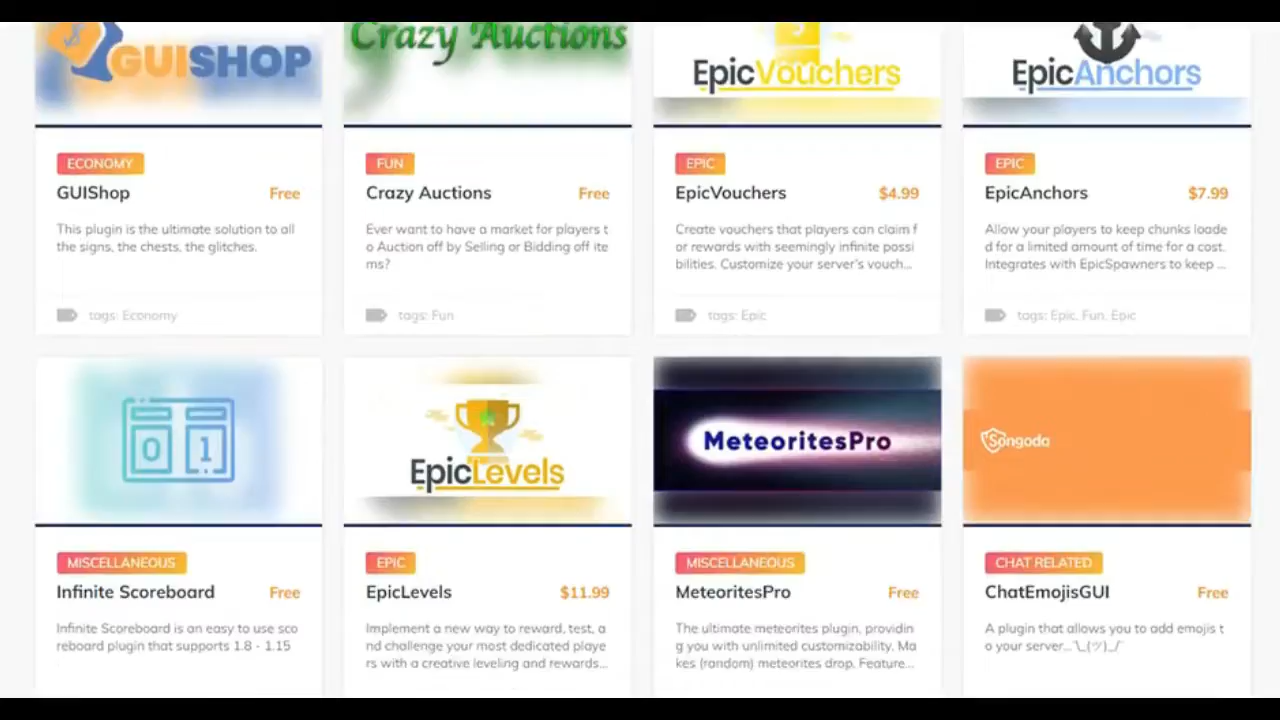 GUISHOP
Crazy Auctions
EpicVouchers
EpicAnchors
ECONOMY
GUIShop
Free
This plugin is the ultimate solution to all
the signs, the chests, the glitches.
tags: Economy
FUN
Crazy Auctions
Free
Ever want to have a market for players t
o Auction off by Selling or Bidding off ite
ms?
tags: Fun
EPIC
EpicVouchers
$4.99
Create vouchers that players can claim f
or rewards with seemingly infinite possi
bilities. Customize your server's vouch...
tags: Epic
EPIC
EpicAnchors
$7.99
Allow your players to keep chunks loade
d for a limited amount of time for a cost.
Integrates with EpicSpawners to keep ...
tags: Epic, Fun, Epic
0 1
EpicLevels
MeteoritesPro
Songoda
MISCELLANEOUS
Infinite Scoreboard
Free
Infinite Scoreboard is an easy to use sco
reboard plugin that supports 1.8 - 1.15
EPIC
EpicLevels
$11.99
Implement a new way to reward, test, a
nd challenge your most dedicated playe
rs with a creative leveling and rewards...
MISCELLANEOUS
MeteoritesPro
Free
The ultimate meteorites plugin, providin
g you with unlimited customizability. Ma
kes (random) meteorites drop. Feature...
CHAT RELATED
ChatEmojisGUI
Free
A plugin that allows you to add emojis t
o your server...¯\_(ツ)_/¯